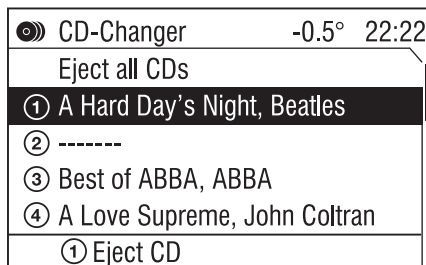 CD-Changer -0.5° 22:22
Eject all CDs
① A Hard Day's Night, Beatles
② -------
③ Best of ABBA, ABBA
④ A Love Supreme, John Coltran
① Eject CD